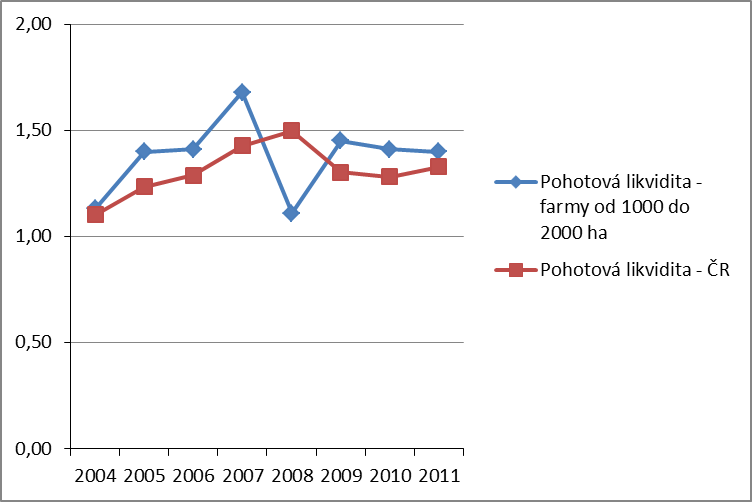 2,00
1,50
1,00
0,50
0,00
2004 2005 2006 2007 2008 2009 2010 2011
Pohotová likvidita -
farmy od 1000 do
2000 ha
Pohotová likvidita - ČR